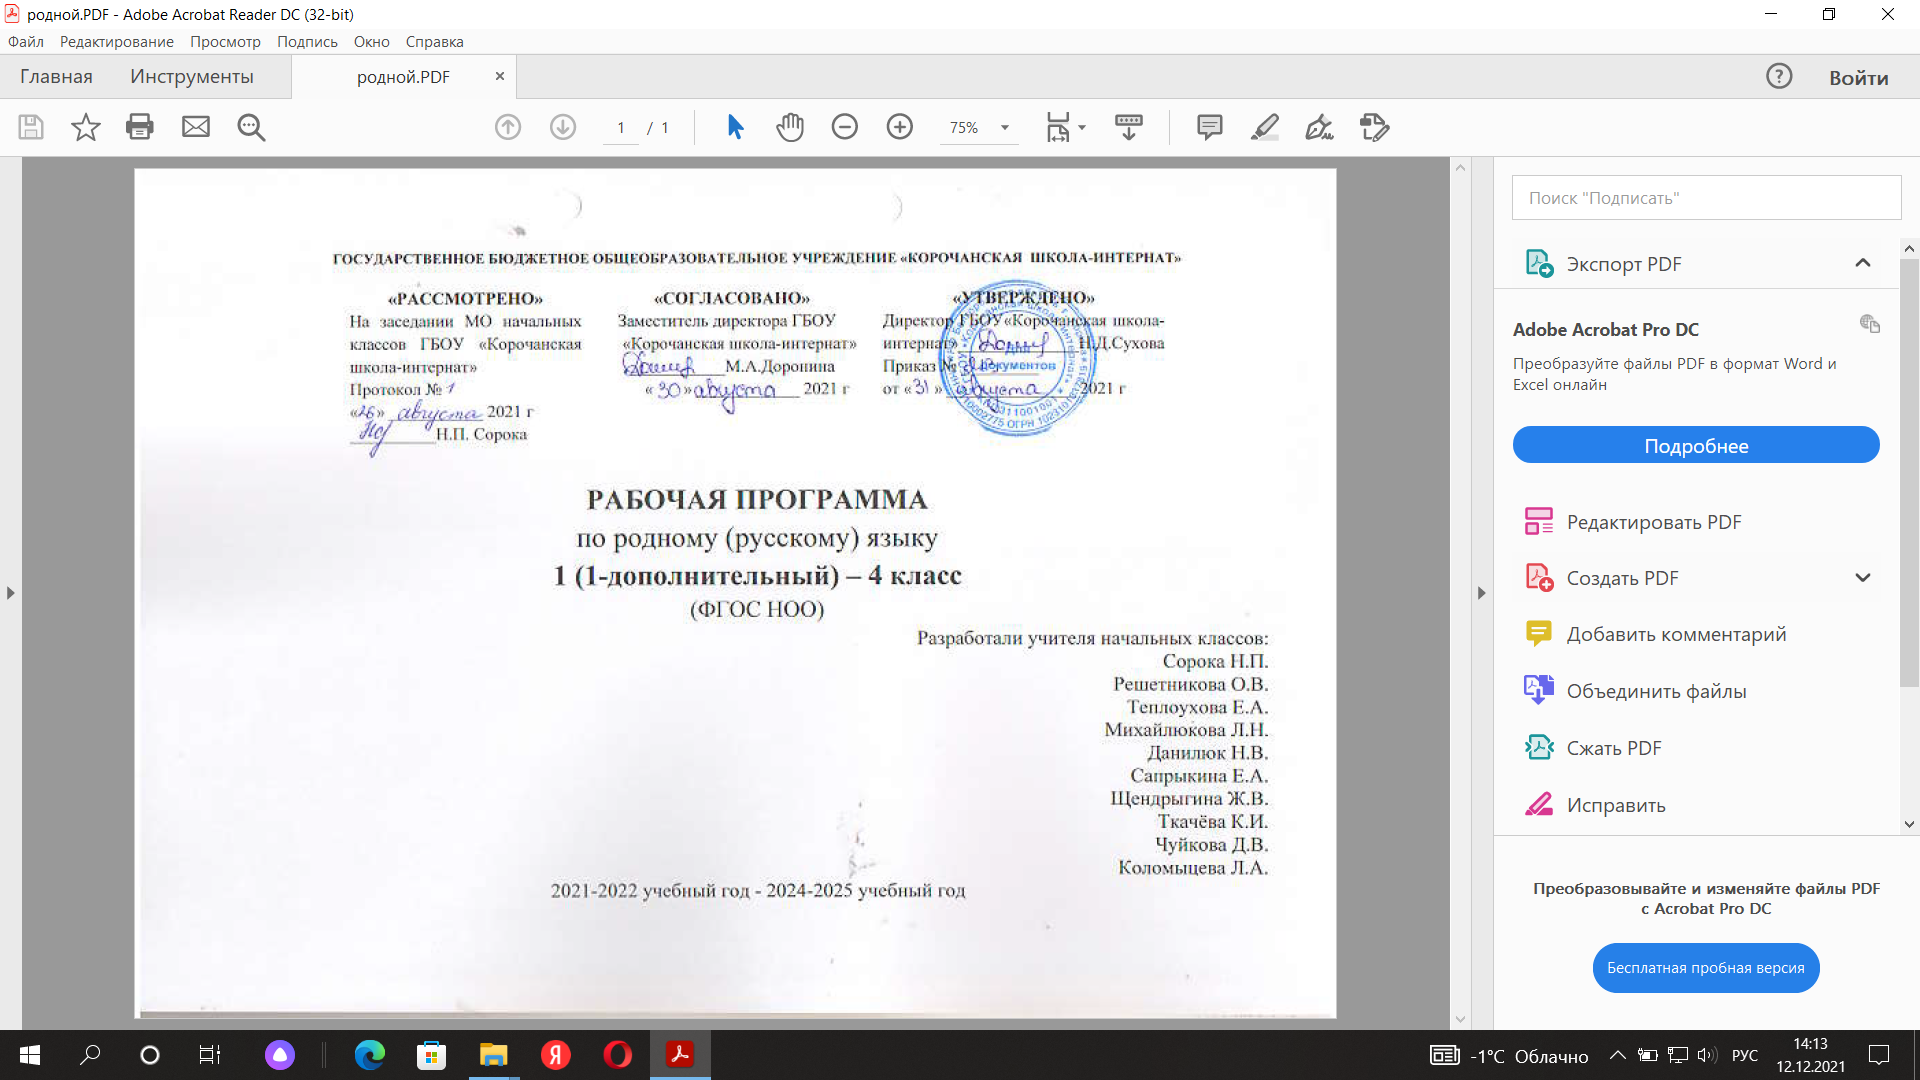 родной.PDF - Adobe Acrobat Reader DC (32-bit)
Файл Редактирование Просмотр Подпись Окно Справка
Главная Инструменты родной.PDF × ? Войти
1 / 1 75%
ГОСУДАРСТВЕННОЕ БЮДЖЕТНОЕ ОБЩЕОБРАЗОВАТЕЛЬНОЕ УЧРЕЖДЕНИЕ «КОРОЧАНСКАЯ ШКОЛА-ИНТЕРНАТ»
«РАССМОТРЕНО»
На заседании МО начальных
классов ГБОУ «Корочанская
школа-интернат»
Протокол № 1
«26» августа 2021 г
Н.П. Сорока
«СОГЛАСОВАНО»
Заместитель директора ГБОУ
«Корочанская школа-интернат»
М.А.Доронина
«30» августа 2021 г
«УТВЕРЖДЕНО»
Директор ГБОУ «Корочанская школа-
интернат» Н.Д.Сухова
Приказ №
от «31» августа 2021 г
документов
РАБОЧАЯ ПРОГРАММА
по родному (русскому) языку
1 (1-дополнительный) – 4 класс
(ФГОС НОО)
Разработали учителя начальных классов:
Сорока Н.П.
Решетникова О.В.
Теплоухова Е.А.
Михайлюкова Л.Н.
Данилюк Н.В.
Сапрыкина Е.А.
Щендрыгина Ж.В.
Ткачёва К.И.
Чуйкова Д.В.
Коломыцева Л.А.
2021-2022 учебный год - 2024-2025 учебный год
Поиск "Подписать"
Экспорт PDF
Adobe Acrobat Pro DC
Преобразуйте файлы PDF в формат Word и
Excel онлайн
Подробнее
Редактировать PDF
Создать PDF
Добавить комментарий
Объединить файлы
Сжать PDF
Исправить
Преобразовывайте и изменяйте файлы PDF
с Acrobat Pro DC
Бесплатная пробная версия
-1°C Облачно РУС 14:13
12.12.2021